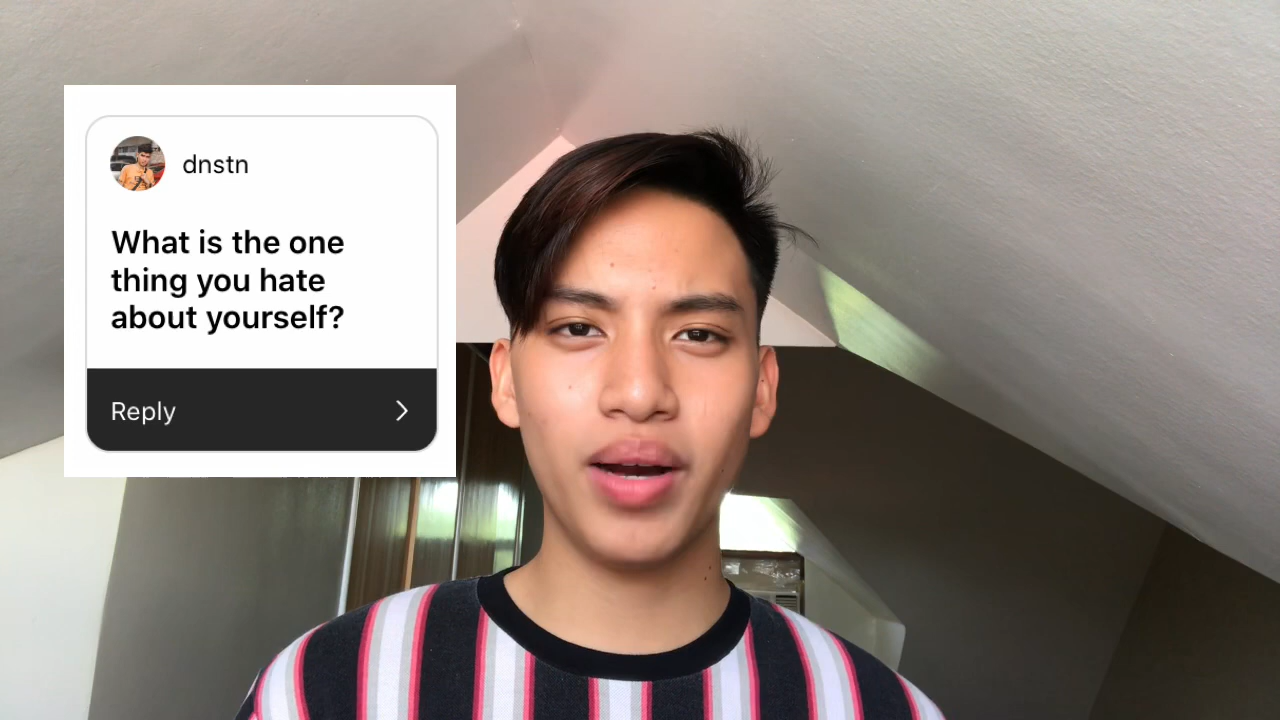 dnstn
What is the one
thing you hate
about yourself?
Reply